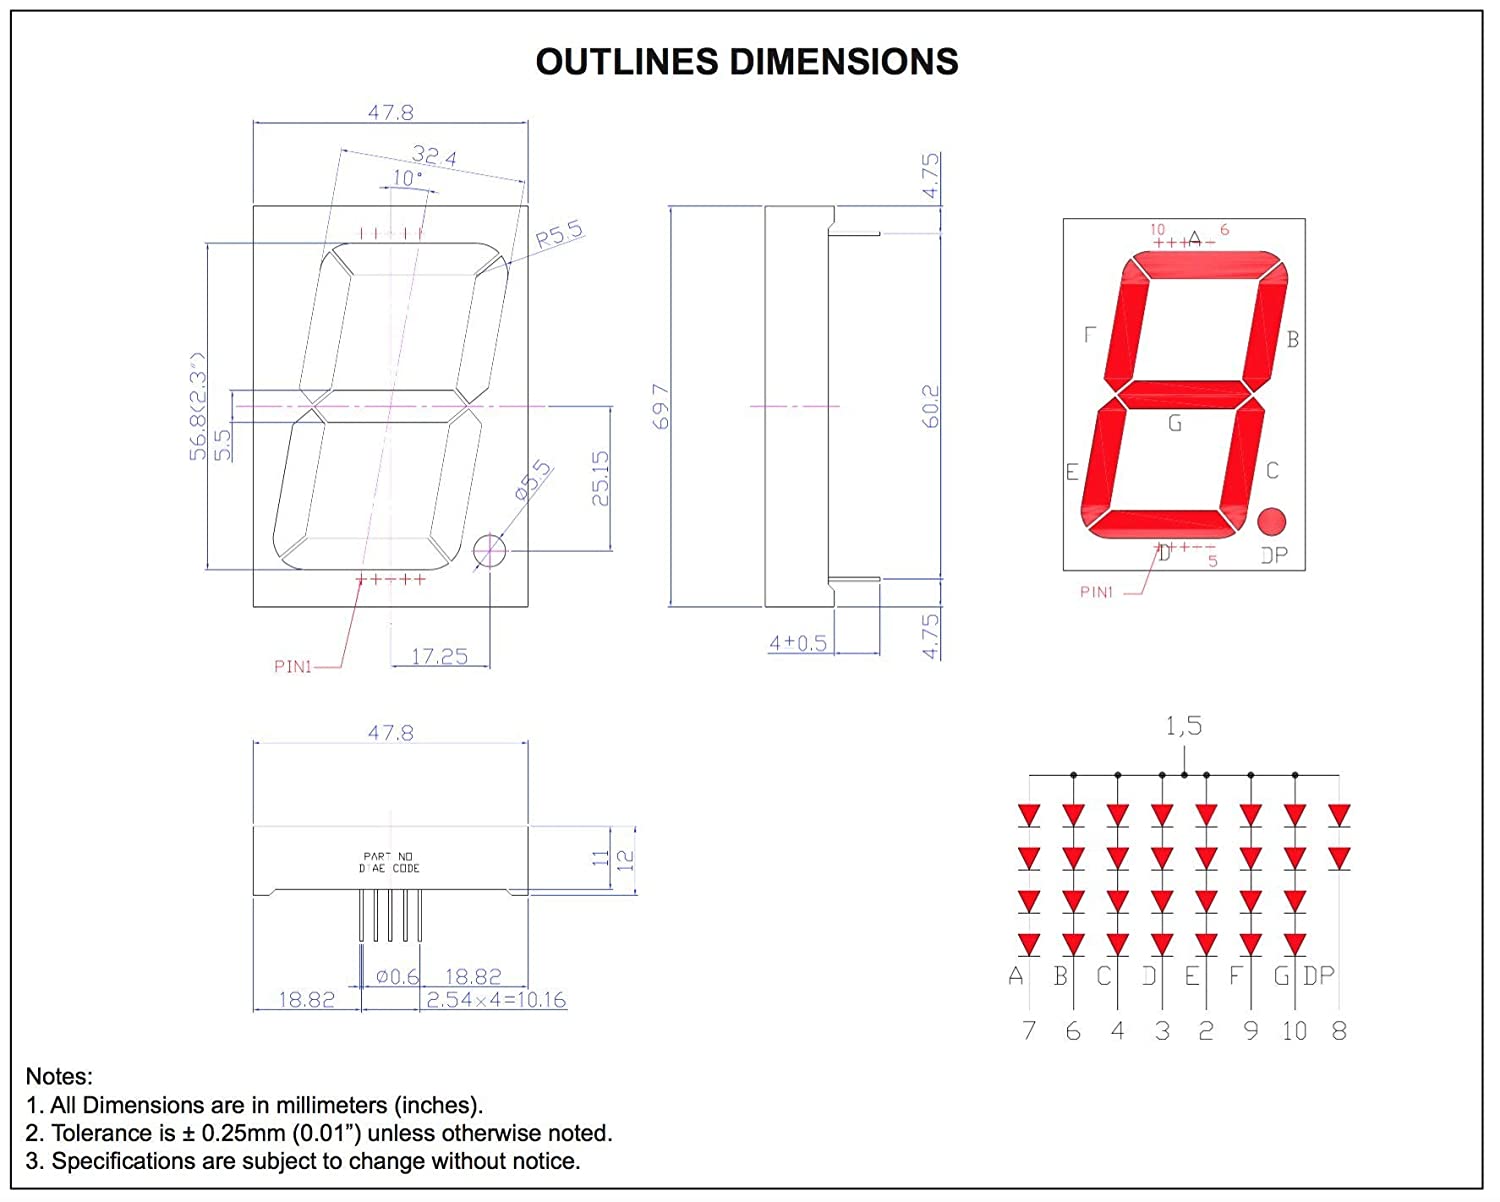 OUTLINES DIMENSIONS
47.8
32.4
10°
R5.5
56.8(2.3")
5.5
Ø5.5
25.15
17.25
PIN1
4.75
69.7
60.2
4±0.5
4.75
10
6
A
F
B
G
E
C
D
5
DP
PIN1
47.8
PART NO
DTAE CODE
11
12
Ø0.6
18.82
18.82
2.54×4=10.16
1,5
A B C D E F G DP
7 6 4 3 2 9 10 8
Notes:
1. All Dimensions are in millimeters (inches).
2. Tolerance is ± 0.25mm (0.01”) unless otherwise noted.
3. Specifications are subject to change without notice.